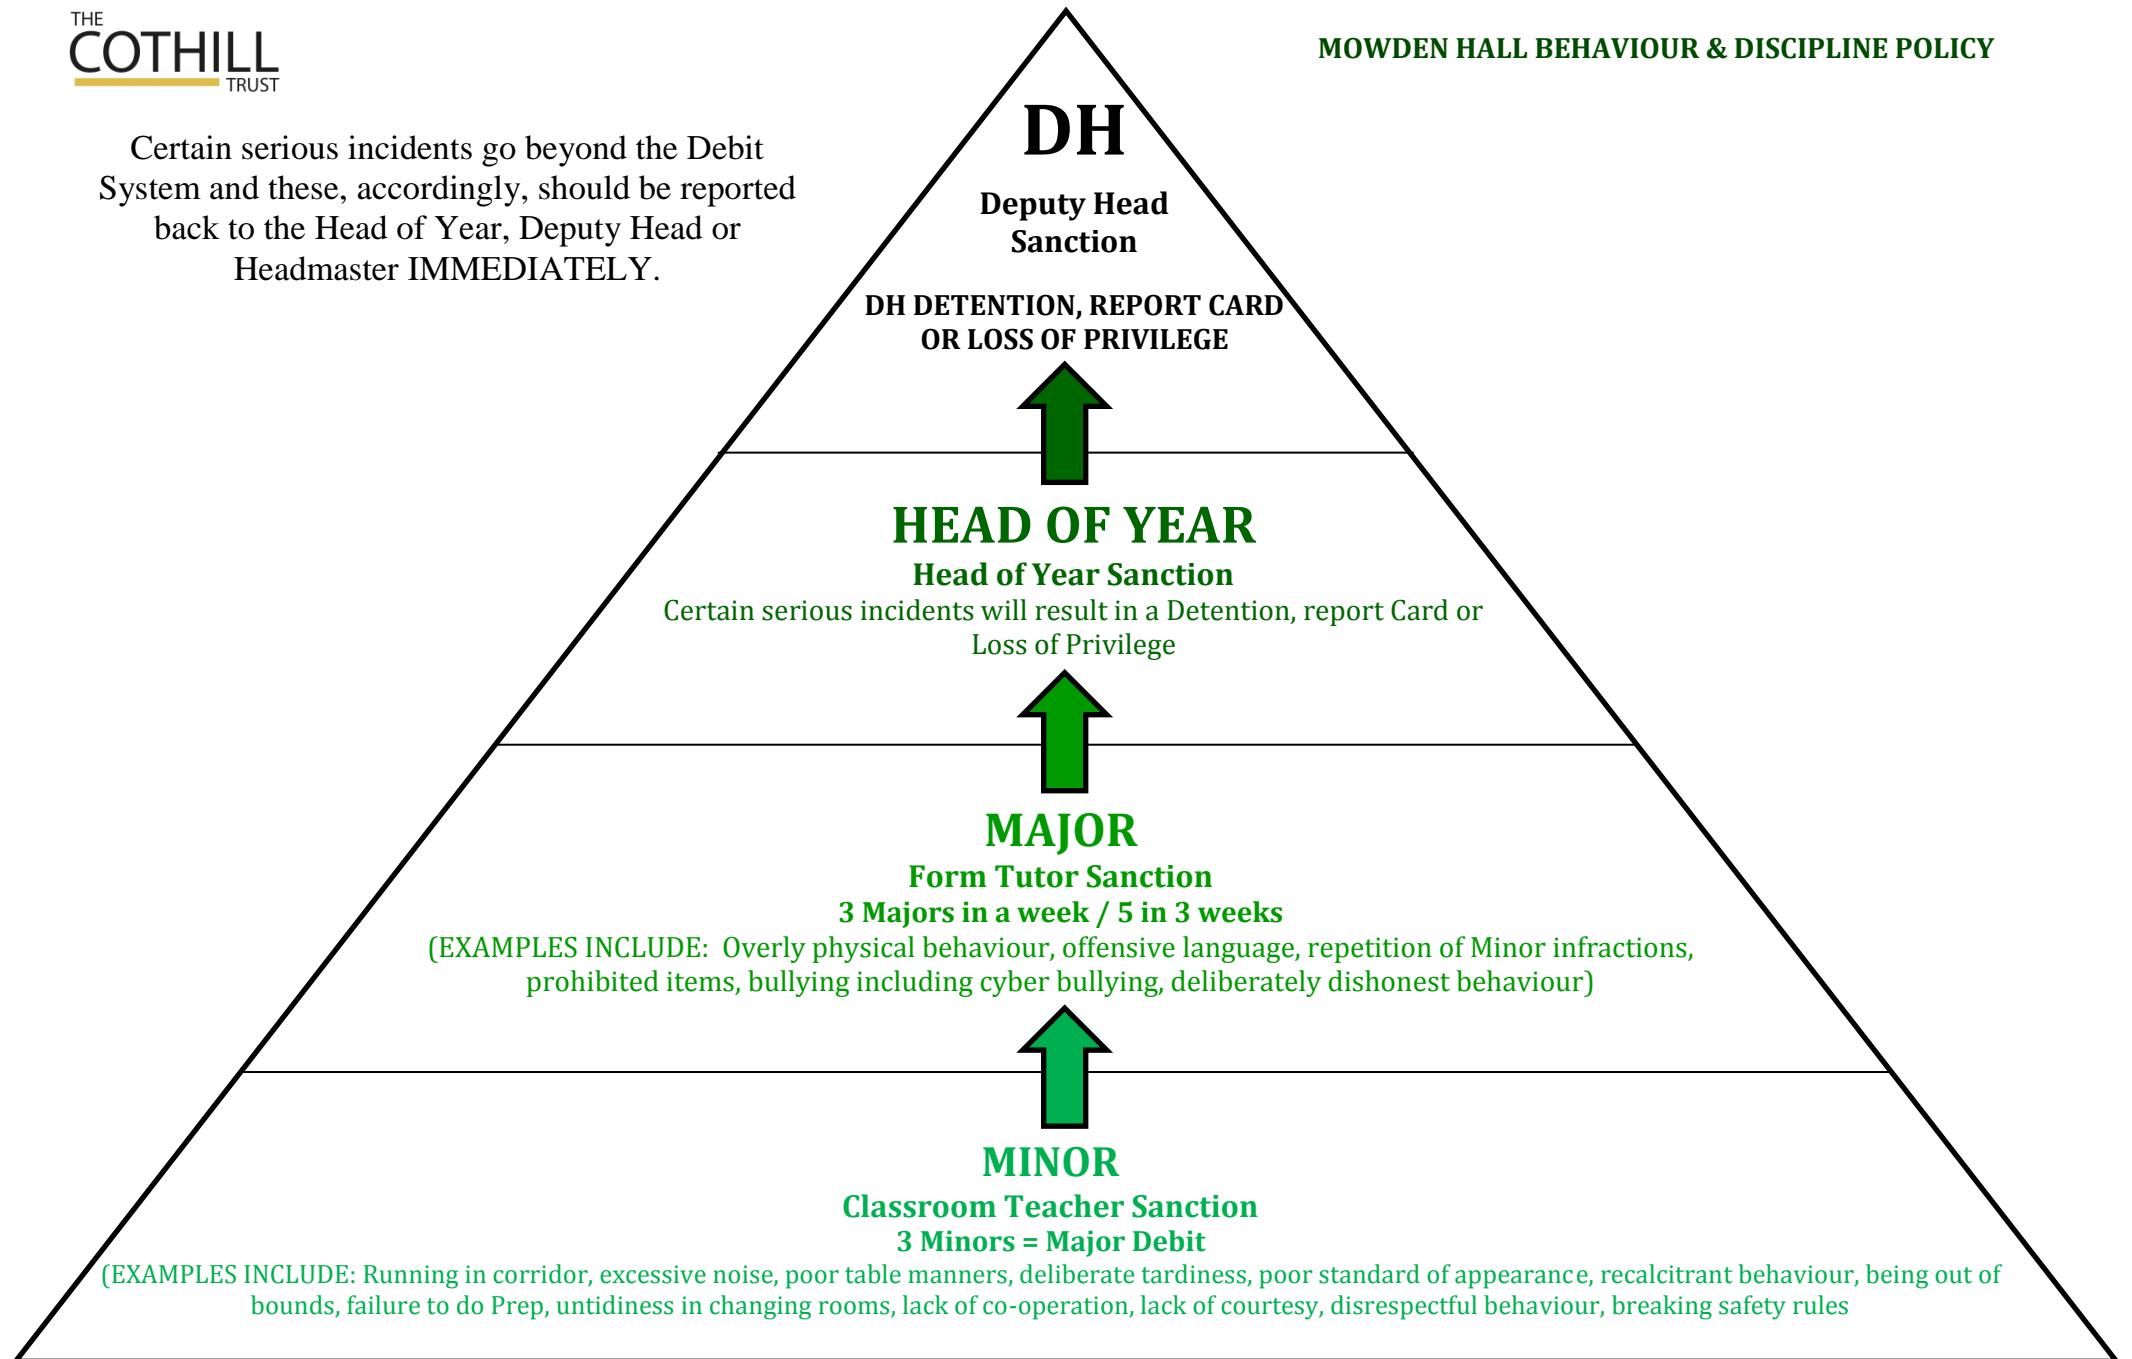 THE
COTHILL
TRUST
MOWDEN HALL BEHAVIOUR & DISCIPLINE POLICY
Certain serious incidents go beyond the Debit
System and these, accordingly, should be reported
back to the Head of Year, Deputy Head or
Headmaster IMMEDIATELY.
DH
Deputy Head
Sanction
DH DETENTION, REPORT CARD
OR LOSS OF PRIVILEGE
HEAD OF YEAR
Head of Year Sanction
Certain serious incidents will result in a Detention, report Card or
Loss of Privilege
MAJOR
Form Tutor Sanction
3 Majors in a week / 5 in 3 weeks
(EXAMPLES INCLUDE:  Overly physical behaviour, offensive language, repetition of Minor infractions,
prohibited items, bullying including cyber bullying, deliberately dishonest behaviour)
MINOR
Classroom Teacher Sanction
3 Minors = Major Debit
(EXAMPLES INCLUDE: Running in corridor, excessive noise, poor table manners, deliberate tardiness, poor standard of appearance, recalcitrant behaviour, being out of
bounds, failure to do Prep, untidiness in changing rooms, lack of co-operation, lack of courtesy, disrespectful behaviour, breaking safety rules